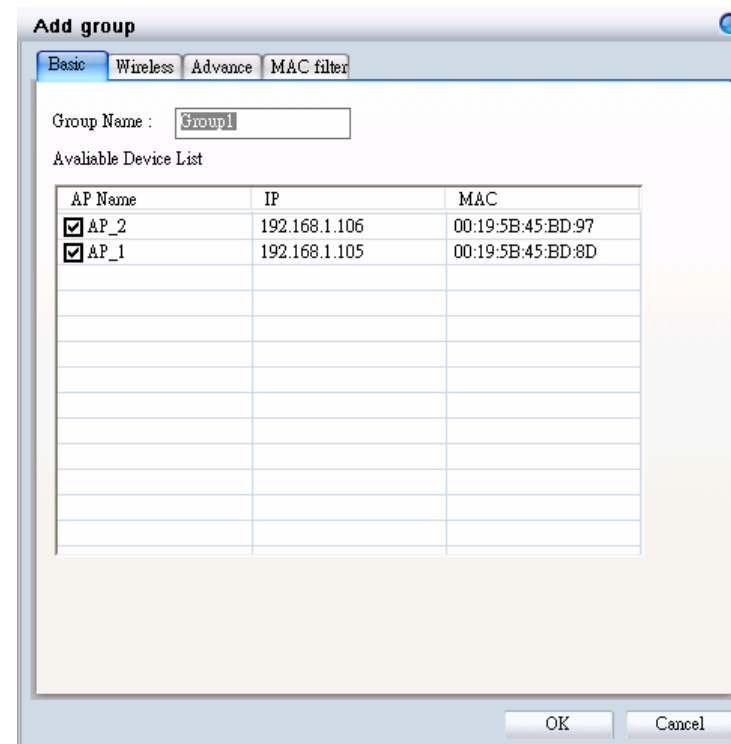 Add group
Basic Wireless Advance MAC filter
Group Name : Group1
Avaliable Device List
AP Name IP MAC
AP_2 192.168.1.106 00:19:5B:45:BD:97
AP_1 192.168.1.105 00:19:5B:45:BD:8D
OK Cancel